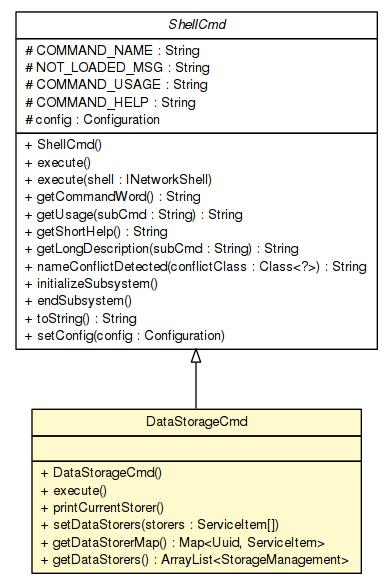 ShellCmd
# COMMAND_NAME : String
# NOT_LOADED_MSG : String
# COMMAND_USAGE : String
# COMMAND_HELP : String
# config : Configuration
+ ShellCmd()
+ execute()
+ execute(shell : INetworkShell)
+ getCommandWord() : String
+ getUsage(subCmd : String) : String
+ getShortHelp() : String
+ getLongDescription(subCmd : String) : String
+ nameConflictDetected(conflictClass : Class<?>) : String
+ initializeSubsystem()
+ endSubsystem()
+ toString() : String
+ setConfig(config : Configuration)
DataStorageCmd
+ DataStorageCmd()
+ execute()
+ printCurrentStorer()
+ setDataStorers(storers : ServiceItem[])
+ getDataStorerMap() : Map<Uuid, ServiceItem>
+ getDataStorers() : ArrayList<StorageManagement>